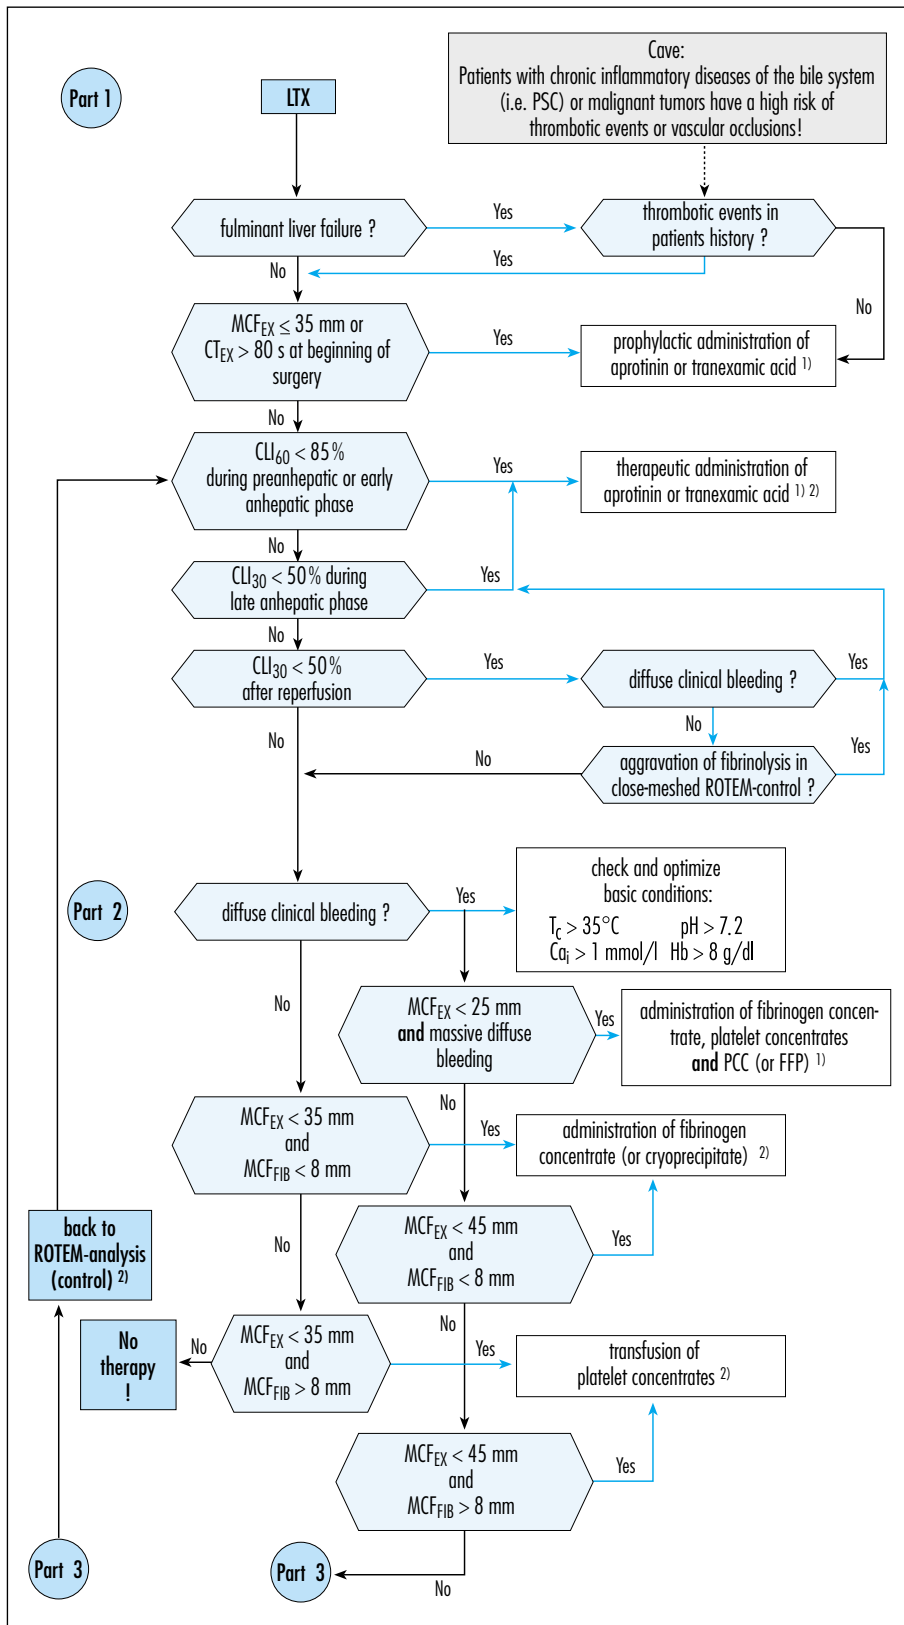 Cave:
Patients with chronic inflammatory diseases of the bile system
(i.e. PSC) or malignant tumors have a high risk of
thrombotic events or vascular occlusions!
Part 1
LTX
fulminant liver failure ?
Yes
thrombotic events in
patients history ?
Yes
No
No
MCFEX ≤ 35 mm or
CTEX > 80 s at beginning of
surgery
Yes
prophylactic administration of
aprotinin or tranexamic acid 1)
No
CLI60 < 85%
during preanhepatic or early
anhepatic phase
Yes
therapeutic administration of
aprotinin or tranexamic acid 1) 2)
No
CLI30 < 50% during
late anhepatic phase
Yes
No
CLI30 < 50%
after reperfusion
Yes
diffuse clinical bleeding ?
Yes
No
No
aggravation of fibrinolysis in
close-meshed ROTEM-control ?
Yes
No
Part 2
diffuse clinical bleeding ?
Yes
check and optimize
basic conditions:
Tc > 35°C pH > 7.2
Cai > 1 mmol/l Hb > 8 g/dl
No
MCFEX < 25 mm
and massive diffuse
bleeding
Yes
administration of fibrinogen concen-
trate, platelet concentrates
and PCC (or FFP) 1)
No
MCFEX < 35 mm
and
MCFFIB < 8 mm
Yes
administration of fibrinogen
concentrate (or cryoprecipitate) 2)
No
MCFEX < 45 mm
and
MCFFIB < 8 mm
Yes
back to
ROTEM-analysis
(control) 2)
No
No
therapy
!
No
MCFEX < 35 mm
and
MCFFIB > 8 mm
Yes
transfusion of
platelet concentrates 2)
MCFEX < 45 mm
and
MCFFIB > 8 mm
Yes
Part 3
Part 3
No